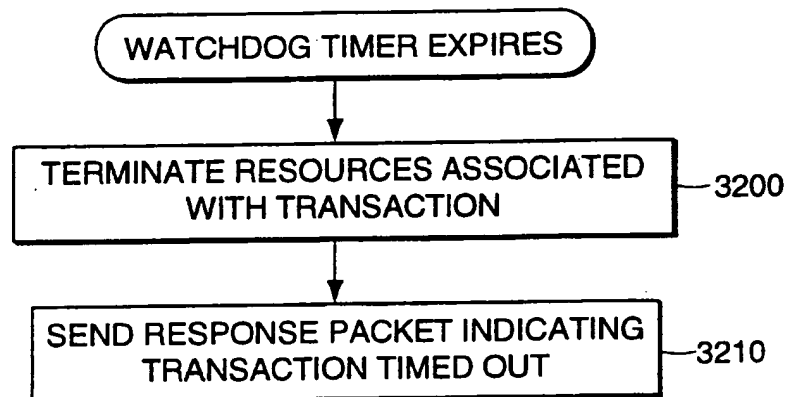 WATCHDOG TIMER EXPIRES
TERMINATE RESOURCES ASSOCIATED
WITH TRANSACTION
3200
SEND RESPONSE PACKET INDICATING
TRANSACTION TIMED OUT
3210